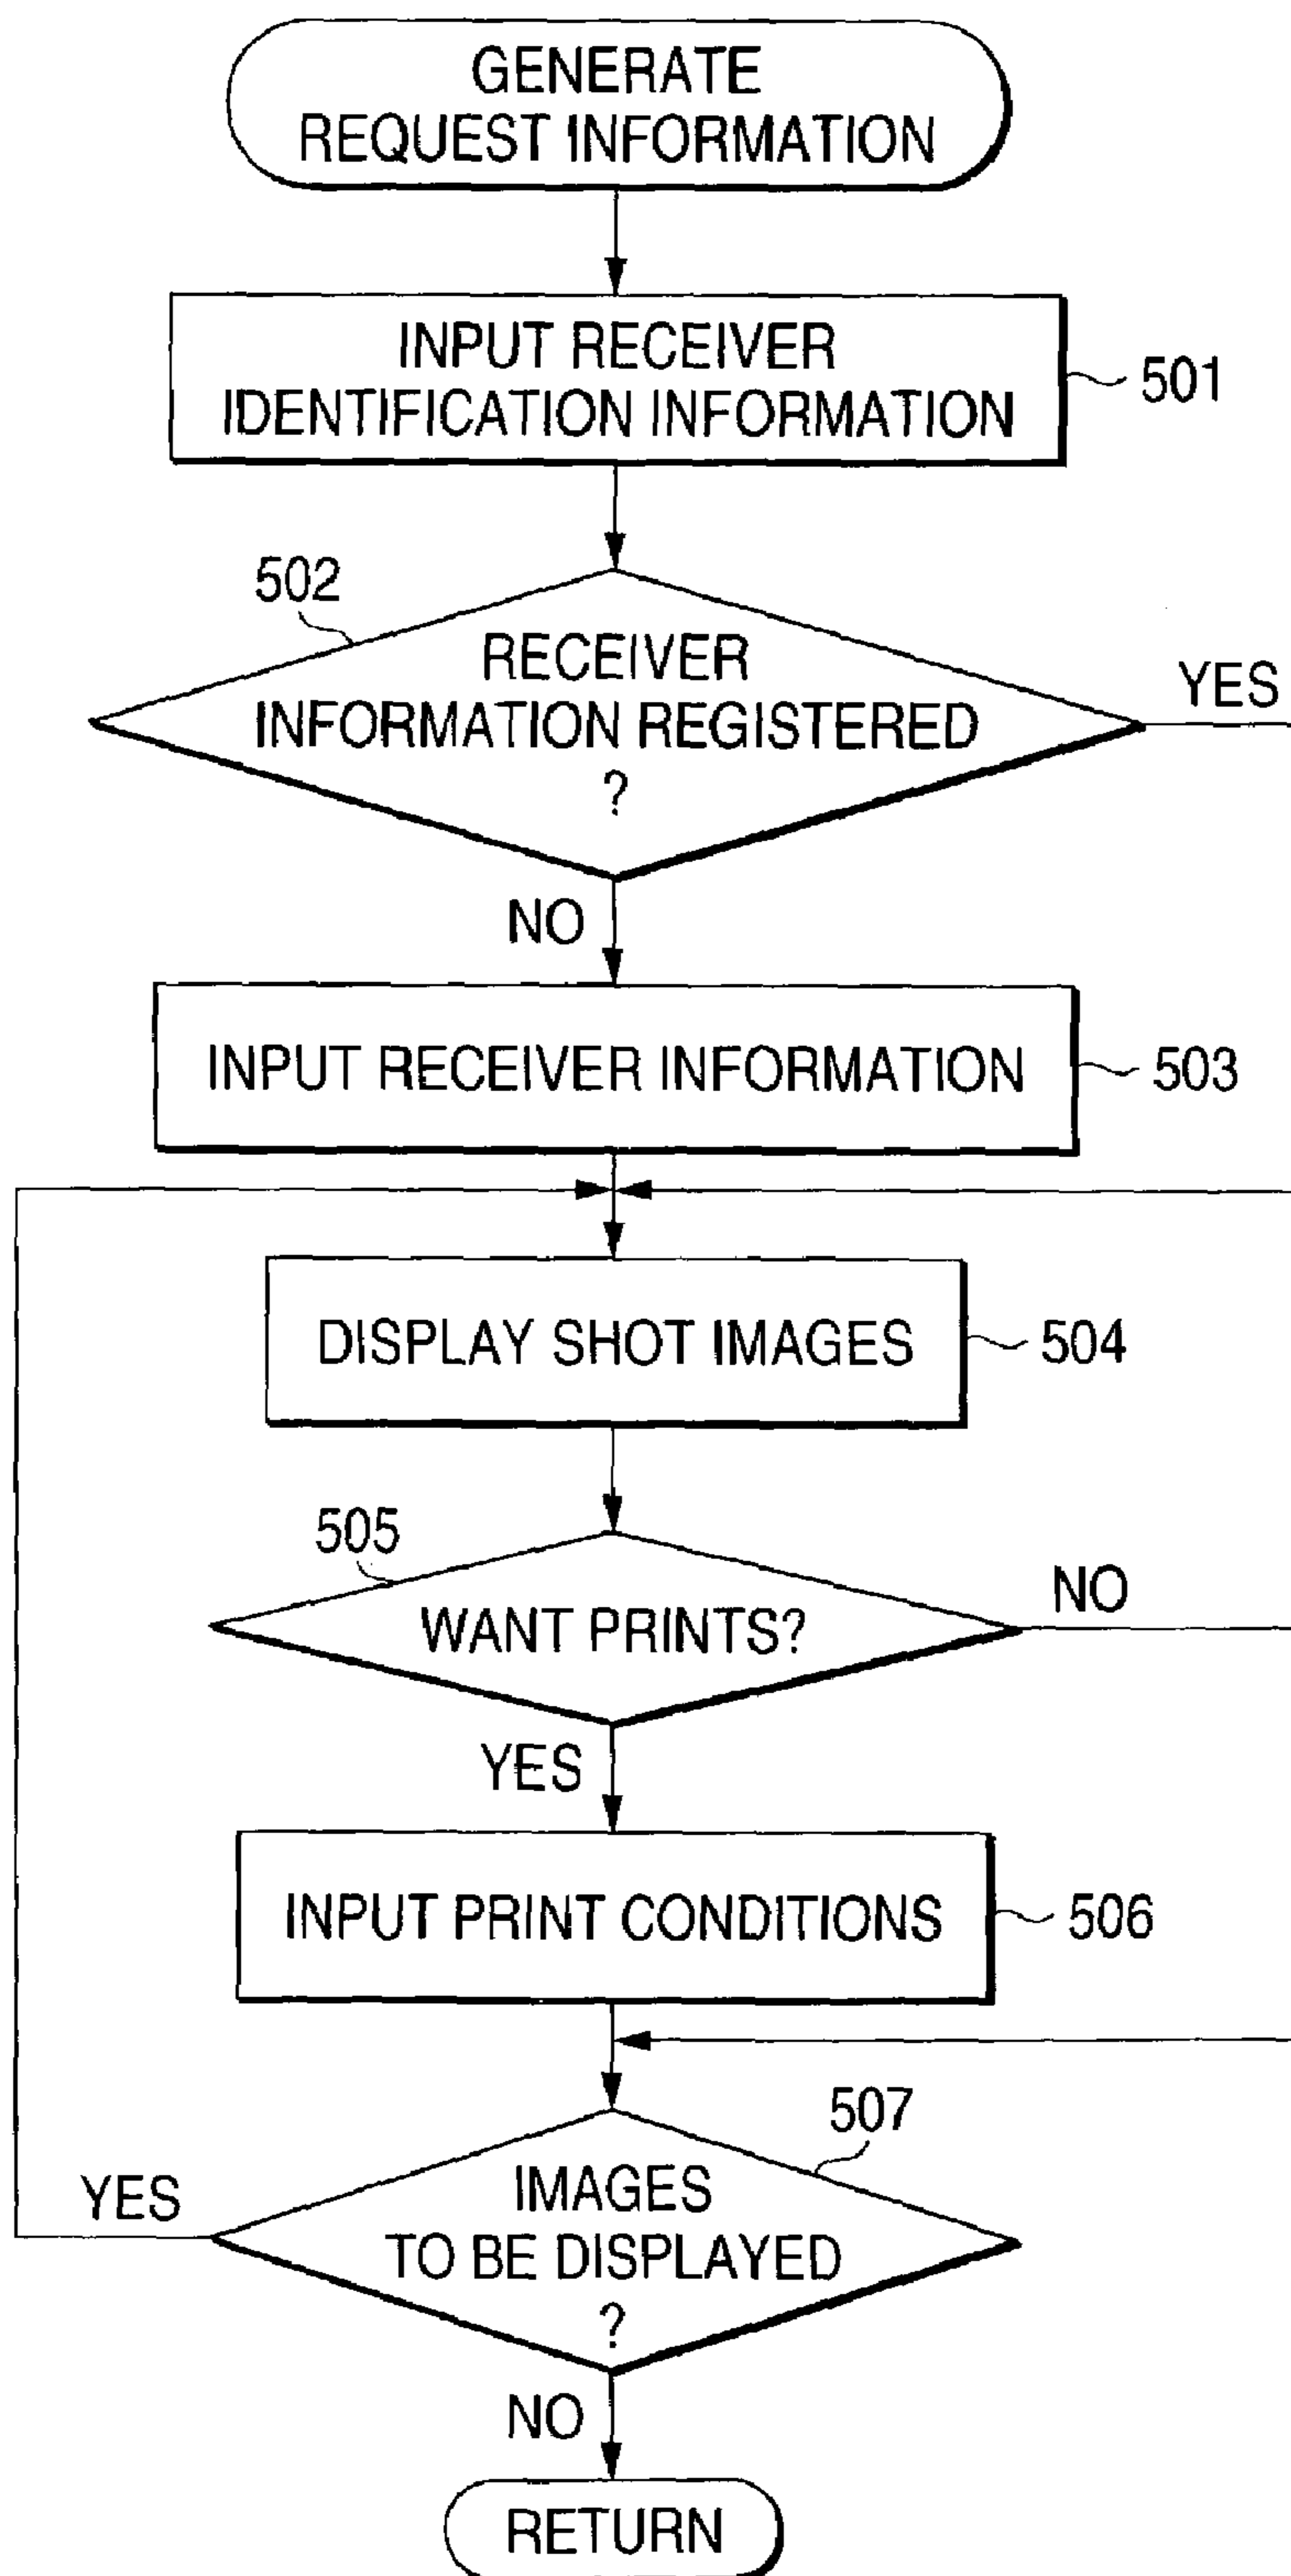 GENERATE
REQUEST INFORMATION
INPUT RECEIVER
IDENTIFICATION INFORMATION
501
502
RECEIVER
INFORMATION REGISTERED
?
YES
NO
INPUT RECEIVER INFORMATION
503
DISPLAY SHOT IMAGES
504
505
WANT PRINTS?
NO
YES
INPUT PRINT CONDITIONS
506
507
IMAGES
TO BE DISPLAYED
?
YES
NO
RETURN